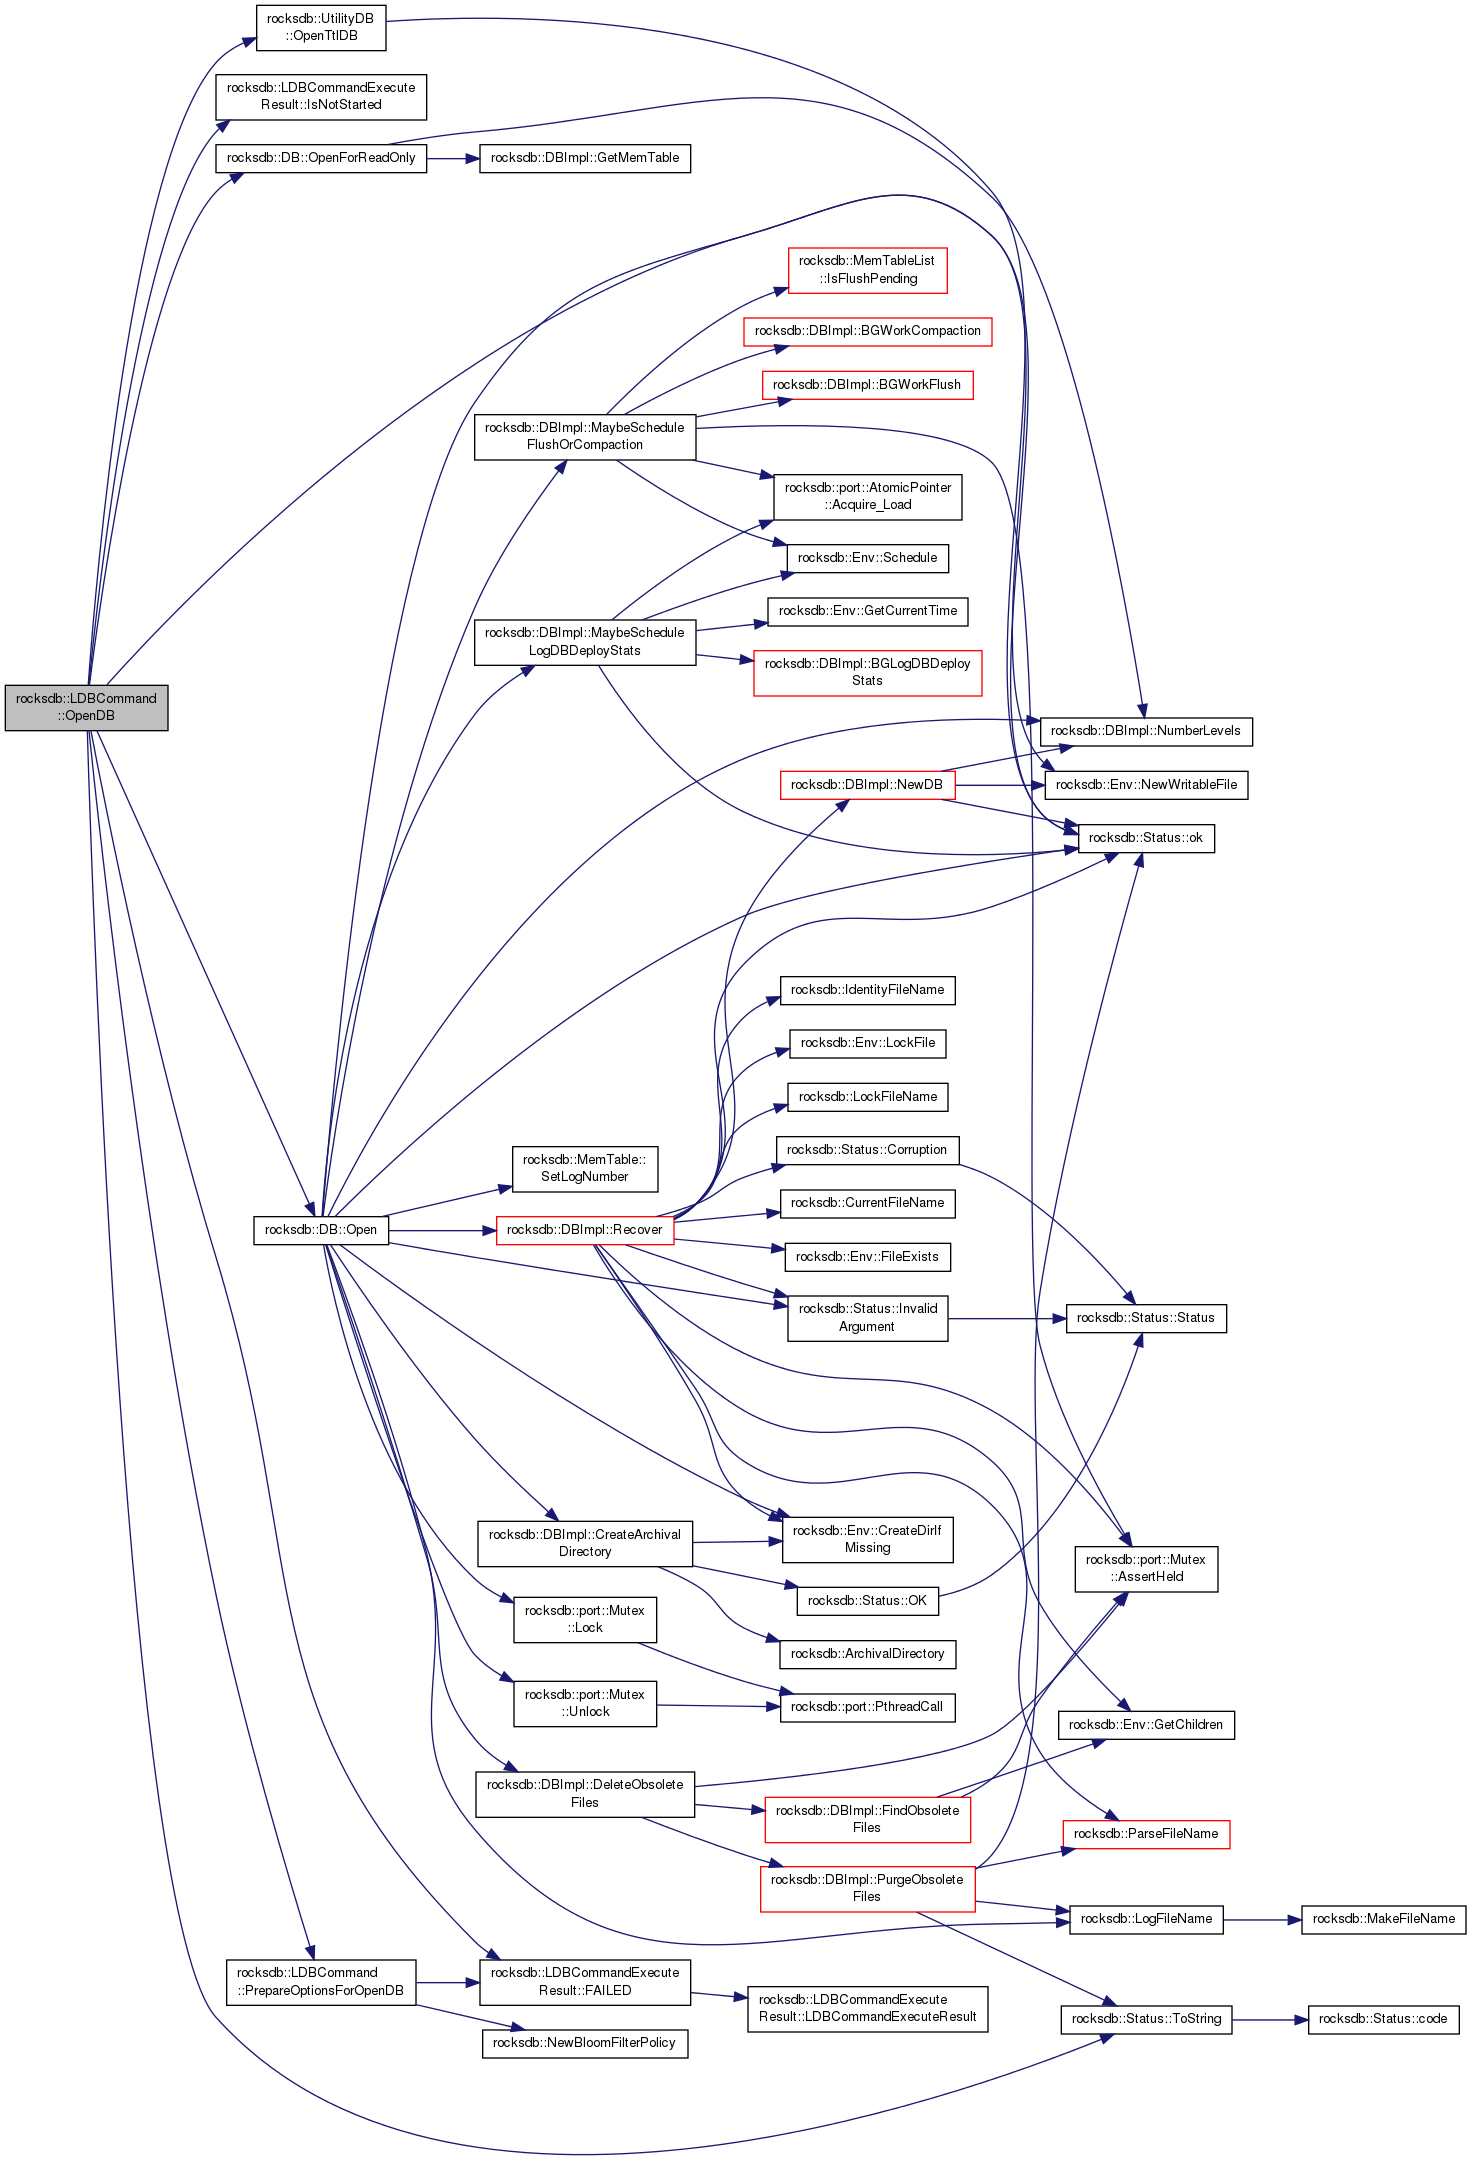 rocksdb::UtilityDB
::OpenTtlDB
rocksdb::LDBCommandExecute
Result::IsNotStarted
rocksdb::DB::OpenForReadOnly
rocksdb::DBImpl::GetMemTable
rocksdb::MemTableList
::IsFlushPending
rocksdb::DBImpl::BGWorkCompaction
rocksdb::DBImpl::BGWorkFlush
rocksdb::DBImpl::MaybeSchedule
FlushOrCompaction
rocksdb::port::AtomicPointer
::Acquire_Load
rocksdb::Env::Schedule
rocksdb::Env::GetCurrentTime
rocksdb::DBImpl::MaybeSchedule
LogDBDeployStats
rocksdb::DBImpl::BGLogDBDeploy
Stats
rocksdb::LDBCommand
::OpenDB
rocksdb::DBImpl::NumberLevels
rocksdb::DBImpl::NewDB
rocksdb::Env::NewWritableFile
rocksdb::Status::ok
rocksdb::IdentityFileName
rocksdb::Env::LockFile
rocksdb::LockFileName
rocksdb::Status::Corruption
rocksdb::MemTable::
SetLogNumber
rocksdb::CurrentFileName
rocksdb::DB::Open
rocksdb::DBImpl::Recover
rocksdb::Env::FileExists
rocksdb::Status::Invalid
Argument
rocksdb::Status::Status
rocksdb::DBImpl::CreateArchival
Directory
rocksdb::Env::CreateDirIf
Missing
rocksdb::port::Mutex
::AssertHeld
rocksdb::Status::OK
rocksdb::port::Mutex
::Lock
rocksdb::ArchivalDirectory
rocksdb::port::Mutex
::Unlock
rocksdb::port::PthreadCall
rocksdb::Env::GetChildren
rocksdb::DBImpl::DeleteObsolete
Files
rocksdb::DBImpl::FindObsolete
Files
rocksdb::ParseFileName
rocksdb::DBImpl::PurgeObsolete
Files
rocksdb::LogFileName
rocksdb::MakeFileName
rocksdb::LDBCommand
::PrepareOptionsForOpenDB
rocksdb::LDBCommandExecute
Result::FAILED
rocksdb::LDBCommandExecute
Result::LDBCommandExecuteResult
rocksdb::Status::ToString
rocksdb::Status::code
rocksdb::NewBloomFilterPolicy